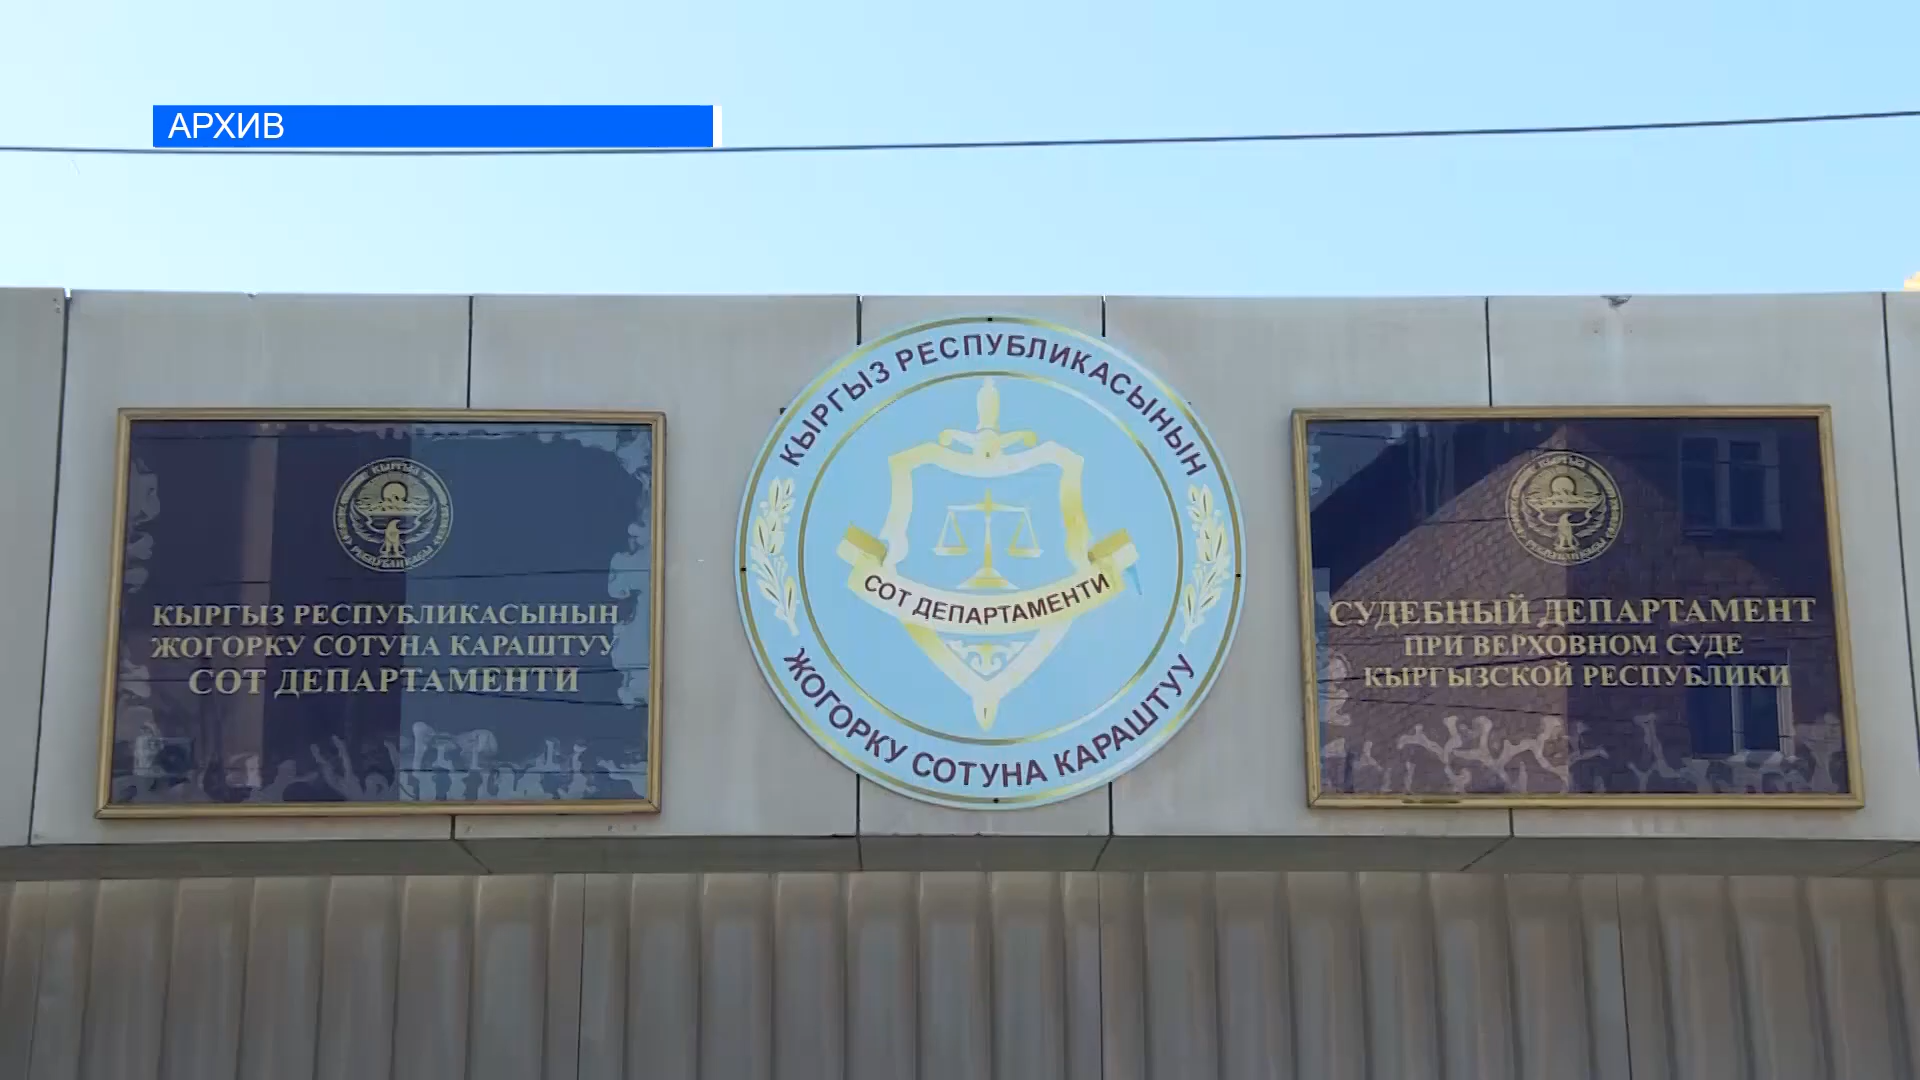 АРХИВ
КЫРГЫЗ РЕСПУБЛИКАСЫНЫН
ЖОГОРКУ СОТУНА КАРАШТУУ
СОТ ДЕПАРТАМЕНТИ
КЫРГЫЗ РЕСПУБЛИКАСЫНЫН
СОТ ДЕПАРТАМЕНТИ
ЖОГОРКУ СОТУНА КАРАШТУУ
КЫРГЫЗ
СУДЕБНЫЙ ДЕПАРТАМЕНТ
ПРИ ВЕРХОВНОМ СУДЕ
КЫРГЫЗСКОЙ РЕСПУБЛИКИ